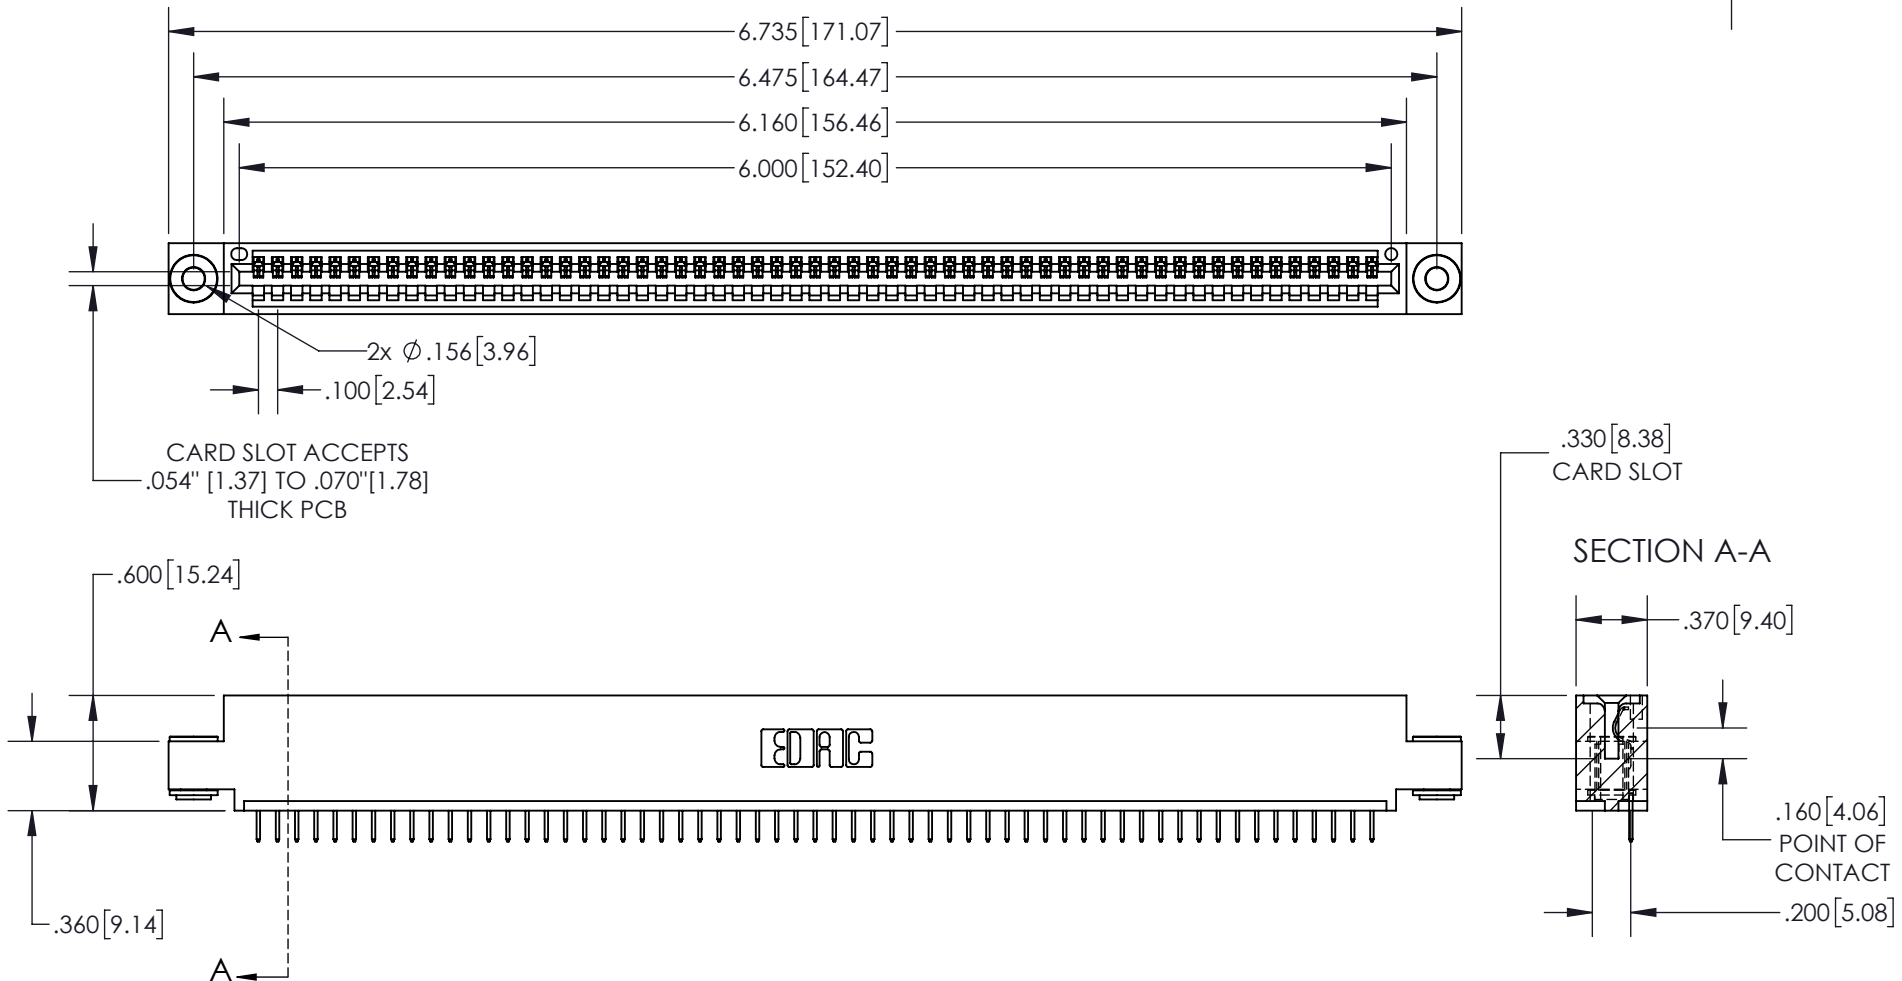 6.735[171.07]
6.475[164.47]
6.160[156.46]
6.000[152.40]
2x Ø.156[3.96]
.100[2.54]
CARD SLOT ACCEPTS
.054" [1.37] TO .070"[1.78]
THICK PCB
.330[8.38]
CARD SLOT
SECTION A-A
.600[15.24]
.370[9.40]
A
EDAC
.160[4.06]
POINT OF
CONTACT
.200[5.08]
.360[9.14]
A